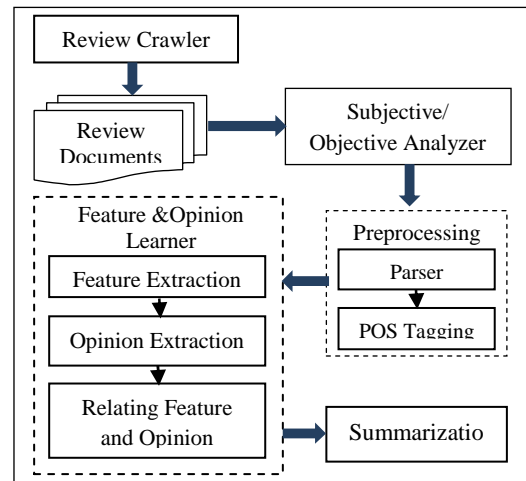 Review Crawler
Review
Documents
Subjective/
Objective Analyzer
Preprocessing
Parser
POS Tagging
Feature &Opinion
Learner
Feature Extraction
Opinion Extraction
Relating Feature
and Opinion
Summarizatio